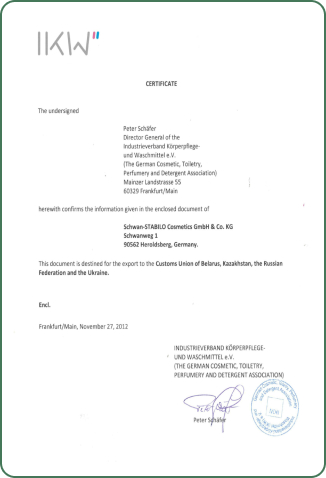 IKW
CERTIFICATE
The undersigned
Peter Schäfer
Director General of the
Industrieverband Körperpflege-
und Waschmittel e.V.
(The German Cosmetic, Toiletry,
Perfumery and Detergent Association)
Mainzer Landstrasse 55
60329 Frankfurt/Main
herewith confirms the information given in the enclosed document of
Schwan-STABILO Cosmetics GmbH & Co. KG
Schwanweg 1
90562 Heroldsberg, Germany.
This document is destined for the export to the Customs Union of Belarus, Kazakhstan, the Russian
Federation and the Ukraine.
Encl.
Frankfurt/Main, November 27, 2012
INDUSTRIEVERBAND KÖRPERPFLEGE-
UND WASCHMITTEL e.V.
(THE GERMAN COSMETIC, TOILETRY,
PERFUMERY AND DETERGENT ASSOCIATION)
Peter Schäfer